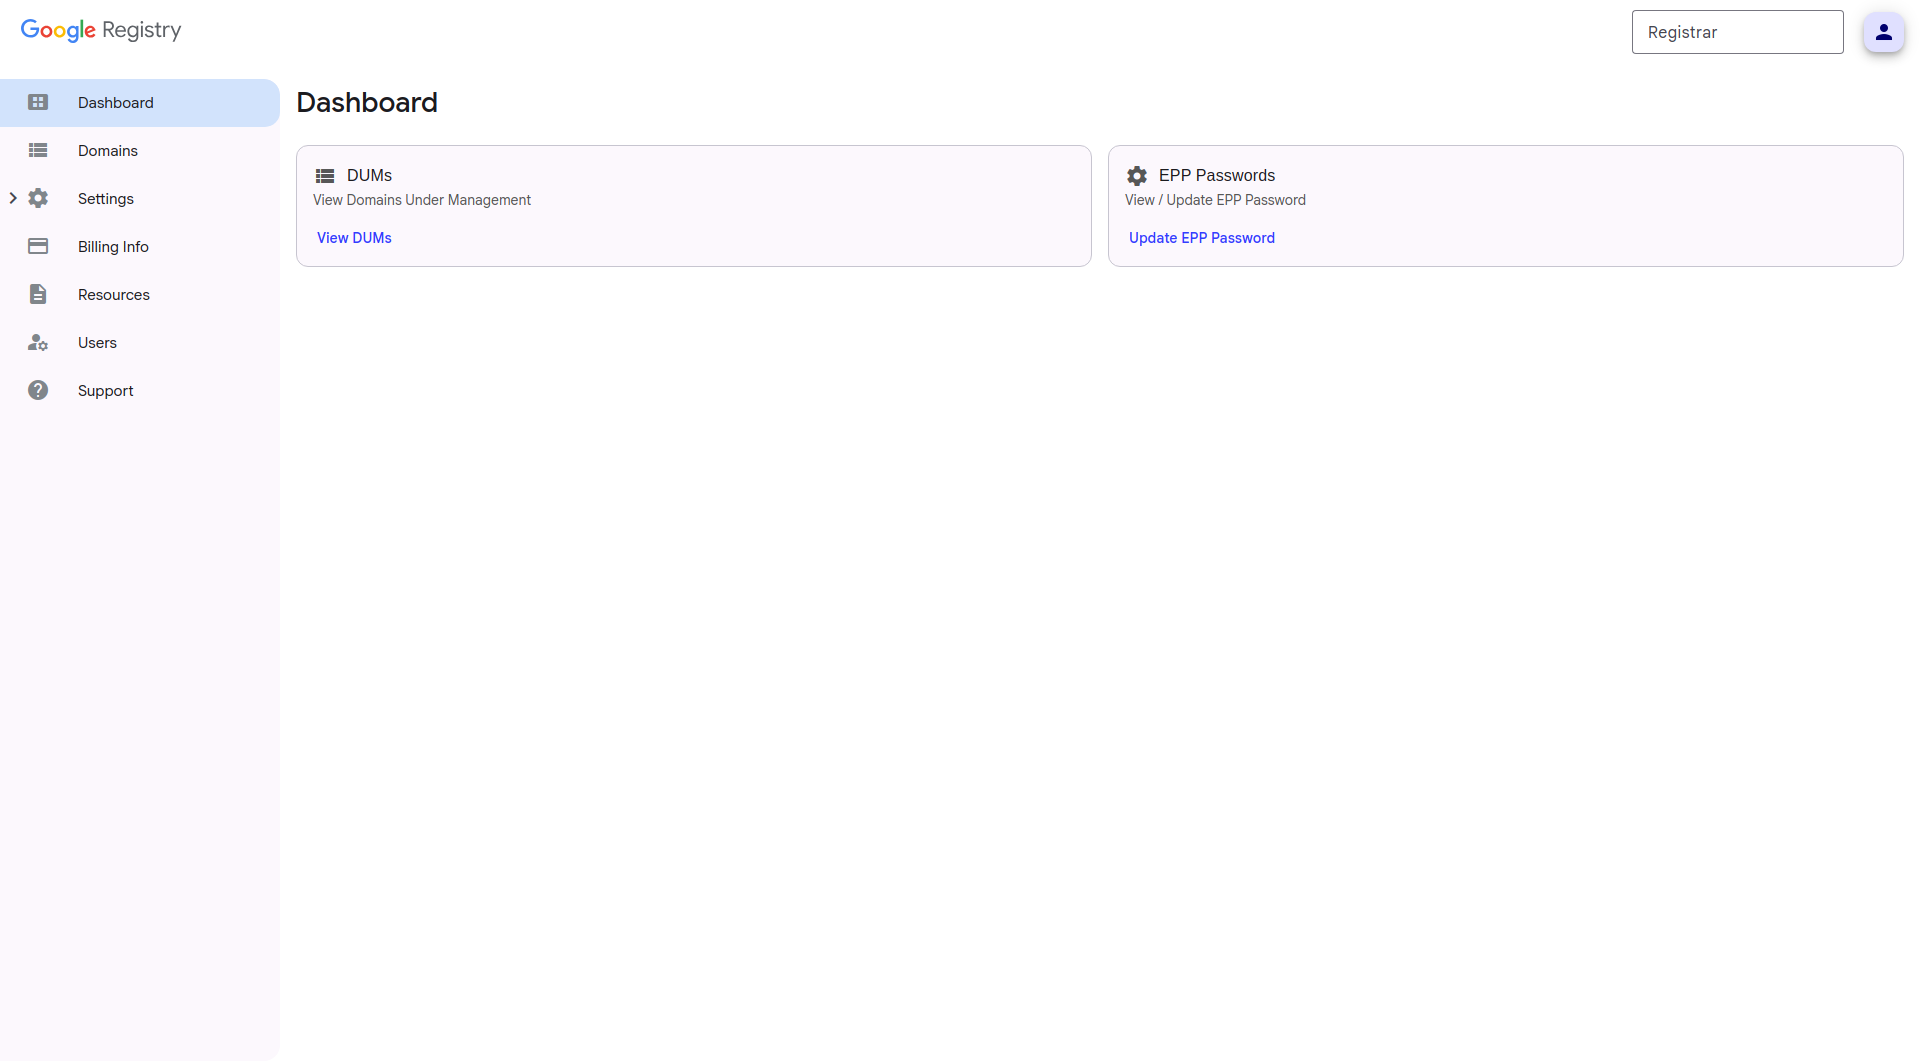 Google Registry
Registrar
Dashboard
Domains
Settings
Billing Info
Resources
Users
Support
Dashboard
DUMs
View Domains Under Management
View DUMs
EPP Passwords
View / Update EPP Password
Update EPP Password